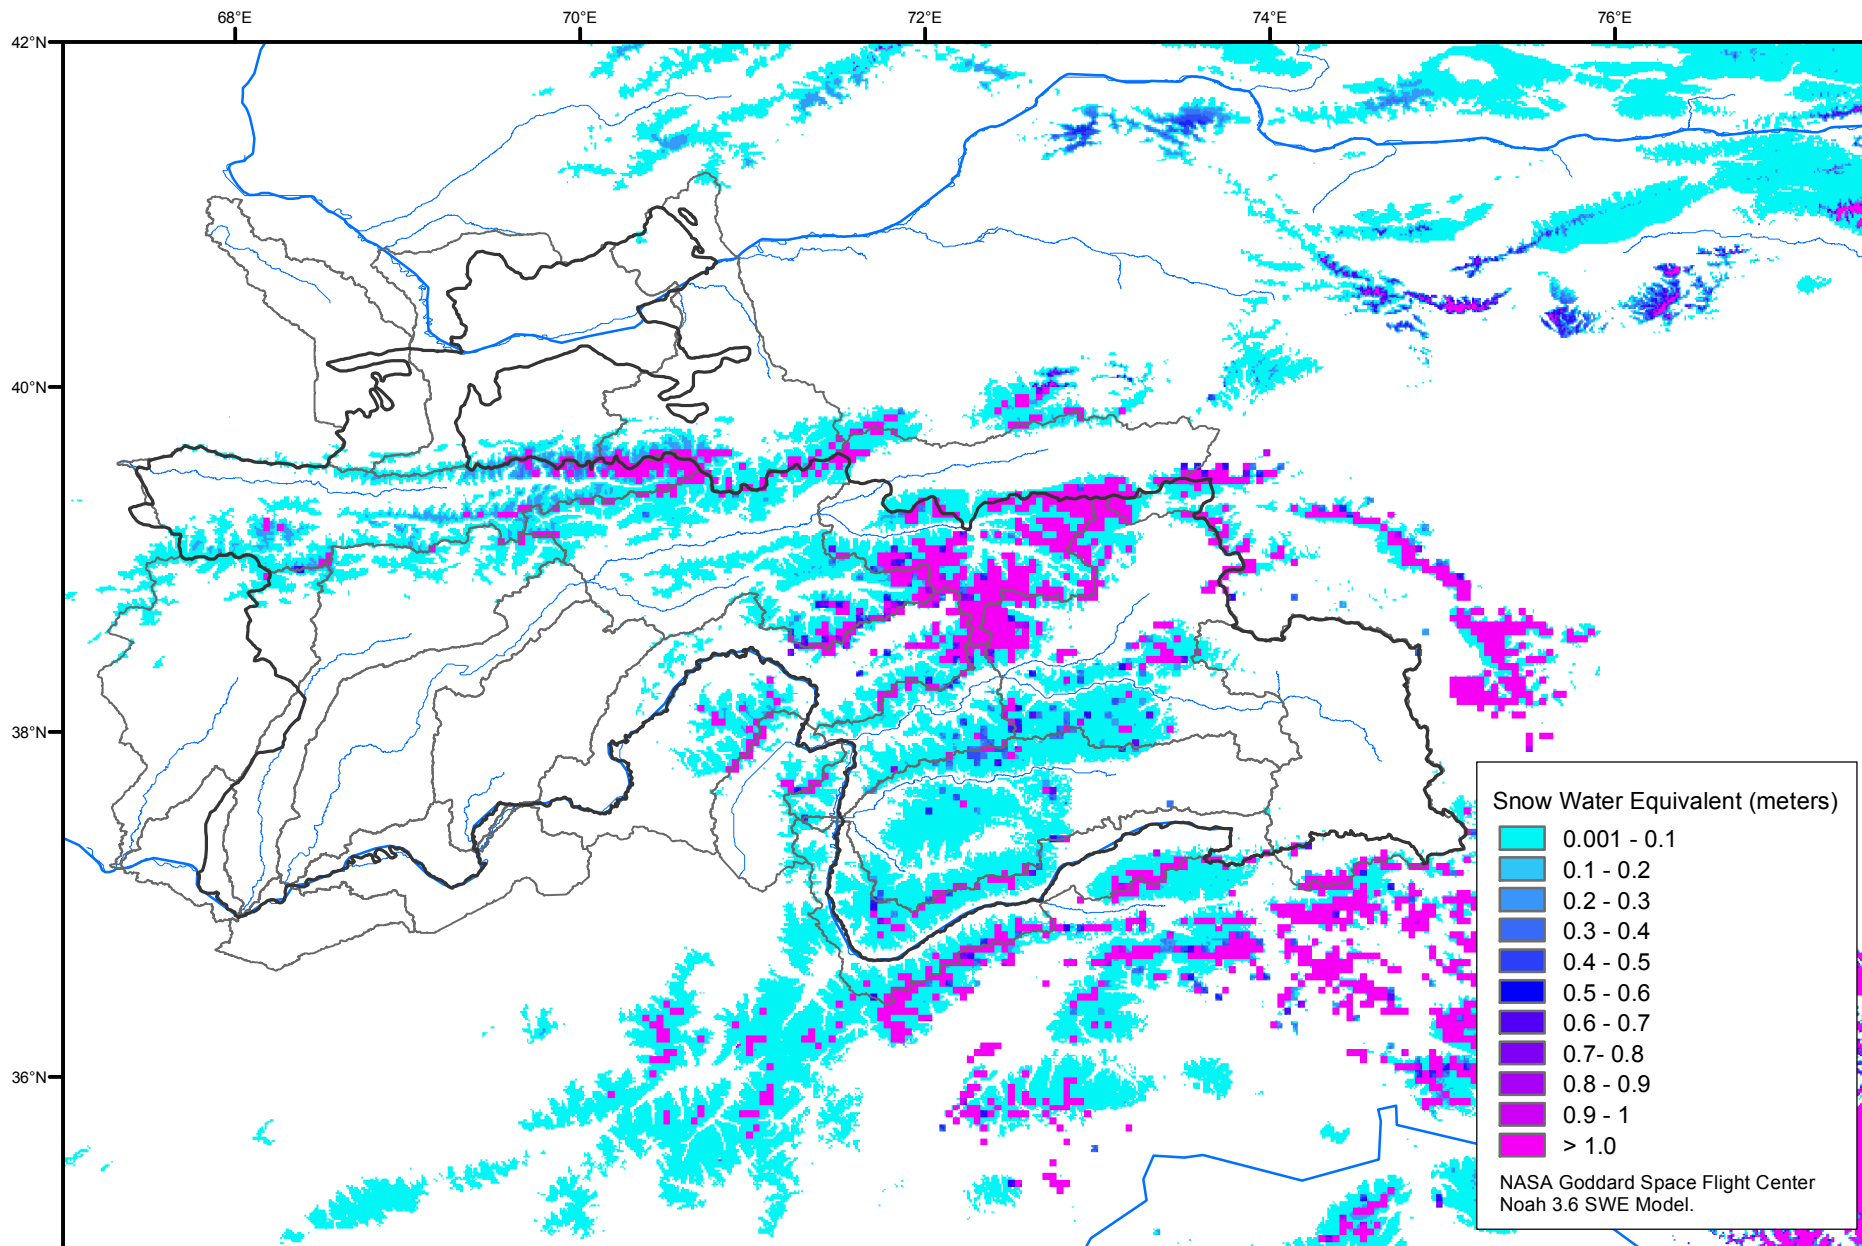 68°E
70°E
72°E
74°E
76°E
42°N
40°N
38°N
36°N
Snow Water Equivalent (meters)
0.001 - 0.1
0.1 - 0.2
0.2 - 0.3
0.3 - 0.4
0.4 - 0.5
0.5 - 0.6
0.6 - 0.7
0.7- 0.8
0.8 - 0.9
0.9 - 1
> 1.0
NASA Goddard Space Flight Center
Noah 3.6 SWE Model.